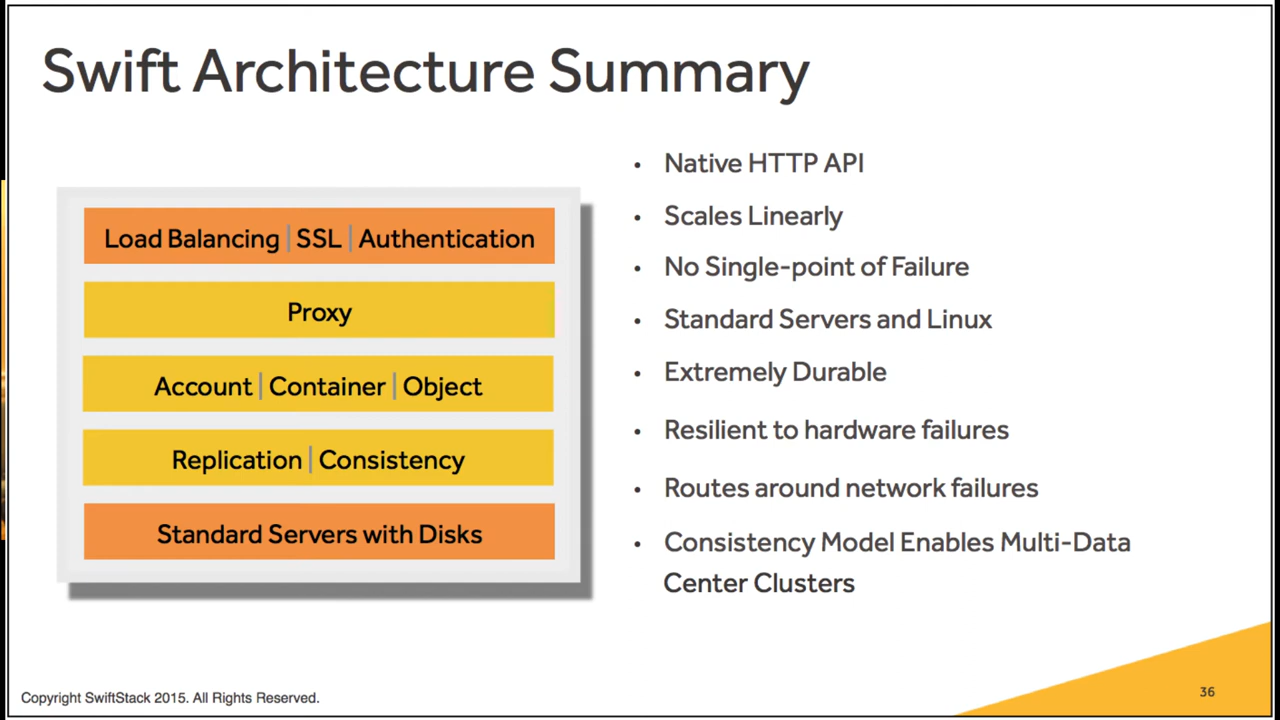 Swift Architecture Summary
Load Balancing | SSL | Authentication
Proxy
Account | Container | Object
Replication | Consistency
Standard Servers with Disks
• Native HTTP API
• Scales Linearly
• No Single-point of Failure
• Standard Servers and Linux
• Extremely Durable
• Resilient to hardware failures
• Routes around network failures
• Consistency Model Enables Multi-Data
Center Clusters
Copyright SwiftStack 2015. All Rights Reserved.
36